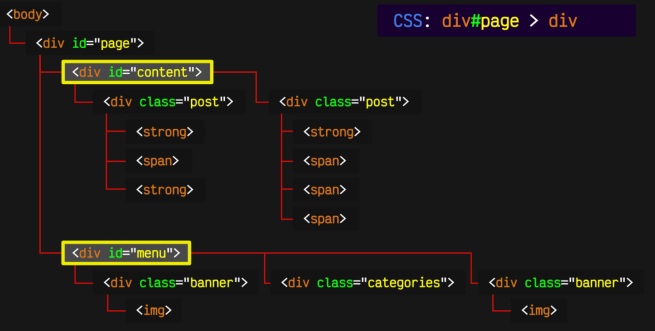 <body>
CSS: div#page > div
<div id="page">
<div id="content">
<div class="post"> <div class="post">
<strong> <strong>
<span> <span>
<strong> <span>
<span>
<div id="menu">
<div class="banner"> <div class="categories"> <div class="banner">
<img> <img>